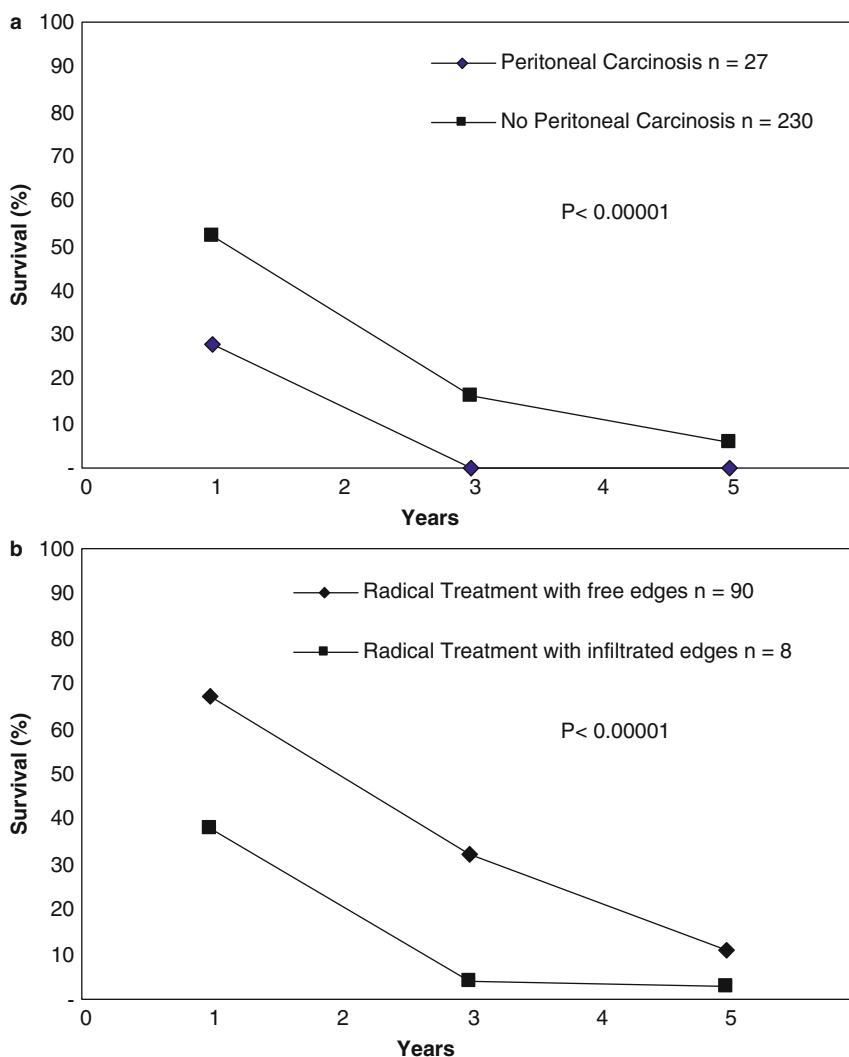 a
100
90
80
70
60
50
40
30
20
10
-
Survival (%)
Peritoneal Carcinosis n = 27
No Peritoneal Carcinosis n = 230
P< 0.00001
0 1 2 3 4 5
Years
b
100
90
80
70
60
50
40
30
20
10
-
Survival (%)
Radical Treatment with free edges n = 90
Radical Treatment with infiltrated edges n = 8
P< 0.00001
0 1 2 3 4 5
Years